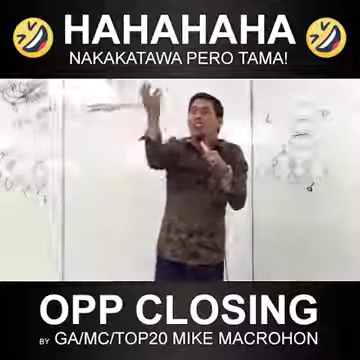 HAHAHAHA
NAKAKATAWA PERO TAMA!
OPP CLOSING
BY GA/MC/TOP20 MIKE MACROHON